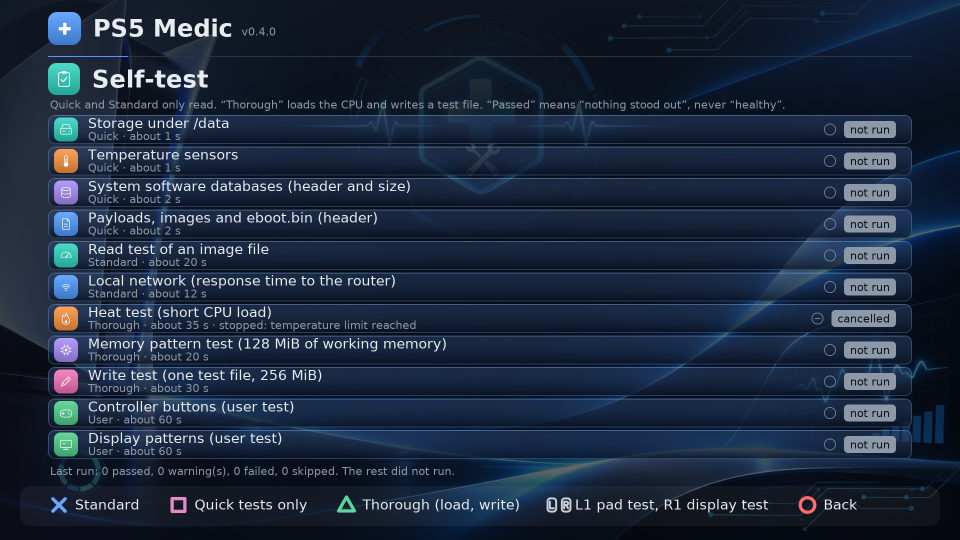 PS5 Medic v0.4.0
Self-test
Quick and Standard only read. “Thorough” loads the CPU and writes a test file. “Passed” means “nothing stood out”, never “healthy”.
Storage under /data
Quick · about 1 s
not run
Temperature sensors
Quick · about 1 s
not run
System software databases (header and size)
Quick · about 2 s
not run
Payloads, images and eboot.bin (header)
Quick · about 2 s
not run
Read test of an image file
Standard · about 20 s
not run
Local network (response time to the router)
Standard · about 12 s
not run
Heat test (short CPU load)
Thorough · about 35 s · stopped: temperature limit reached
cancelled
Memory pattern test (128 MiB of working memory)
Thorough · about 20 s
not run
Write test (one test file, 256 MiB)
Thorough · about 30 s
not run
Controller buttons (user test)
User · about 60 s
not run
Display patterns (user test)
User · about 60 s
not run
Last run: 0 passed, 0 warning(s), 0 failed, 0 skipped. The rest did not run.
Standard Quick tests only Thorough (load, write) L R L1 pad test, R1 display test Back